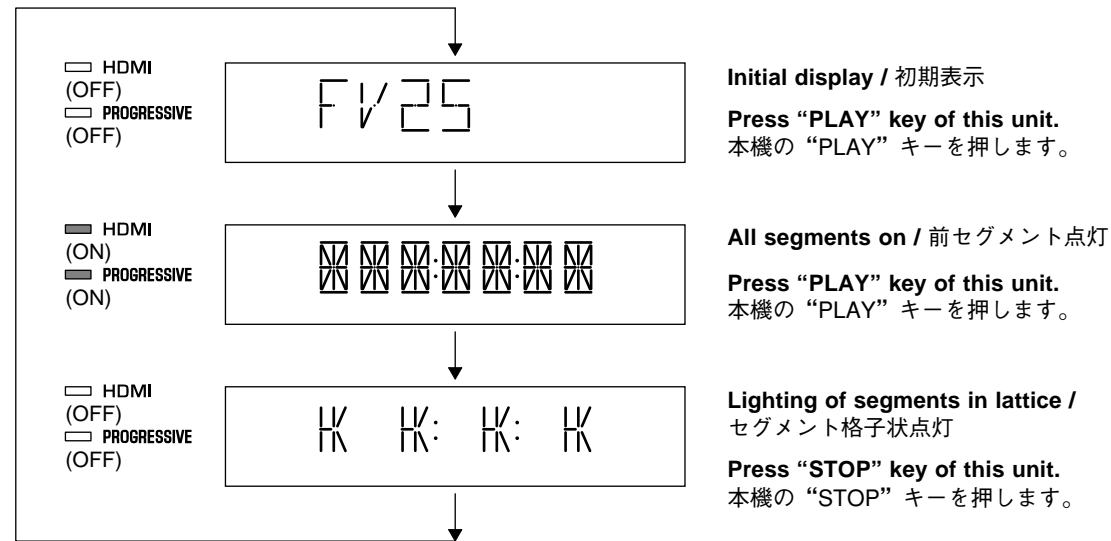 HDMI
(OFF)
PROGRESSIVE
(OFF)
FV25
Initial display / 初期表示
Press “PLAY” key of this unit.
本機の“PLAY”キーを押します。
HDMI
(ON)
PROGRESSIVE
(ON)
All segments on / 前セグメント点灯
Press “PLAY” key of this unit.
本機の“PLAY”キーを押します。
HDMI
(OFF)
PROGRESSIVE
(OFF)
Lighting of segments in lattice /
セグメント格子状点灯
Press “STOP” key of this unit.
本機の“STOP”キーを押します。